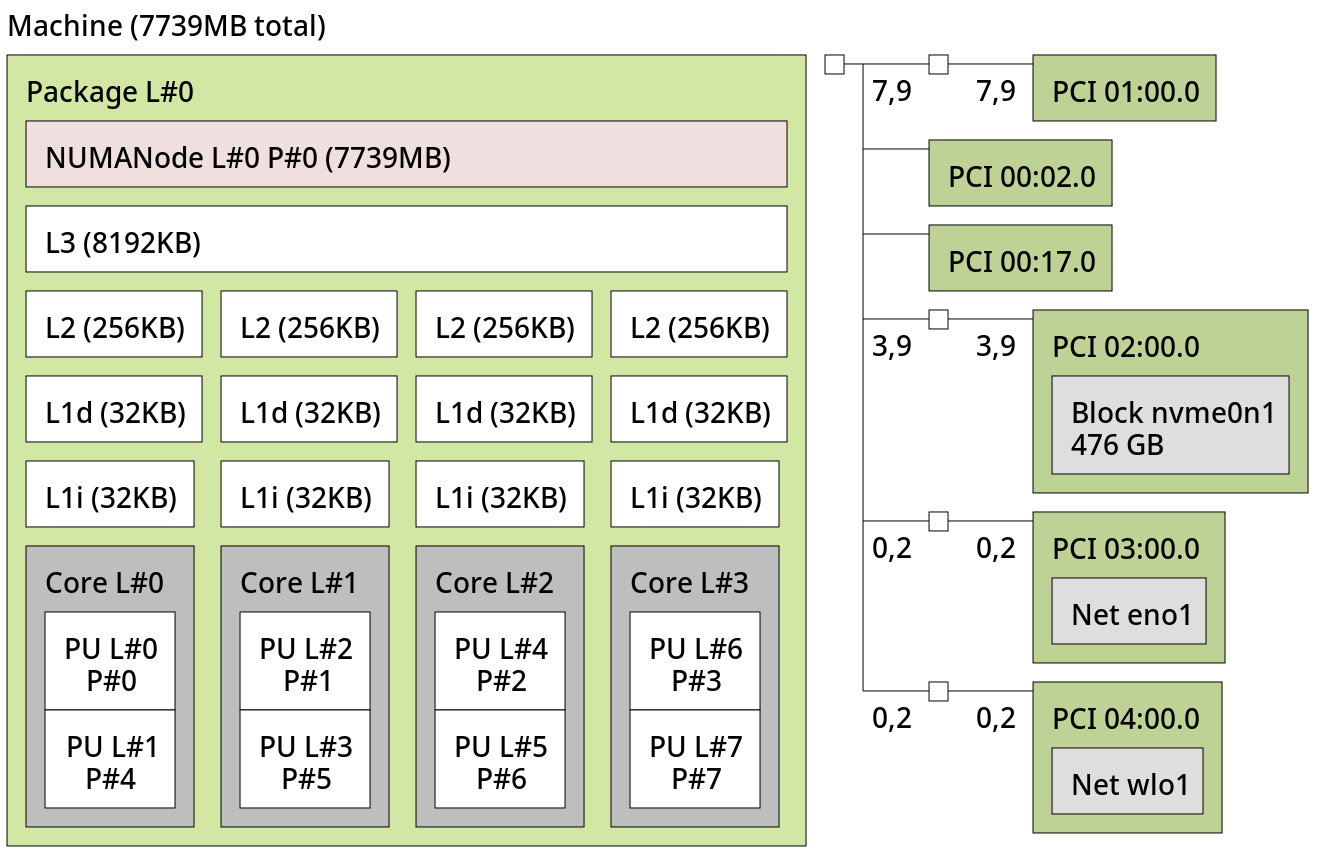 Machine (7739MB total)
Package L#0
NUMANode L#0 P#0 (7739MB)
L3 (8192KB)
L2 (256KB) L2 (256KB) L2 (256KB) L2 (256KB)
L1d (32KB) L1d (32KB) L1d (32KB) L1d (32KB)
L1i (32KB) L1i (32KB) L1i (32KB) L1i (32KB)
Core L#0 Core L#1 Core L#2 Core L#3
PU L#0 PU L#2 PU L#4 PU L#6
P#0 P#1 P#2 P#3
PU L#1 PU L#3 PU L#5 PU L#7
P#4 P#5 P#6 P#7
7,9 7,9 PCI 01:00.0
PCI 00:02.0
PCI 00:17.0
3,9 3,9 PCI 02:00.0
Block nvme0n1
476 GB
0,2 0,2 PCI 03:00.0
Net eno1
0,2 0,2 PCI 04:00.0
Net wlo1